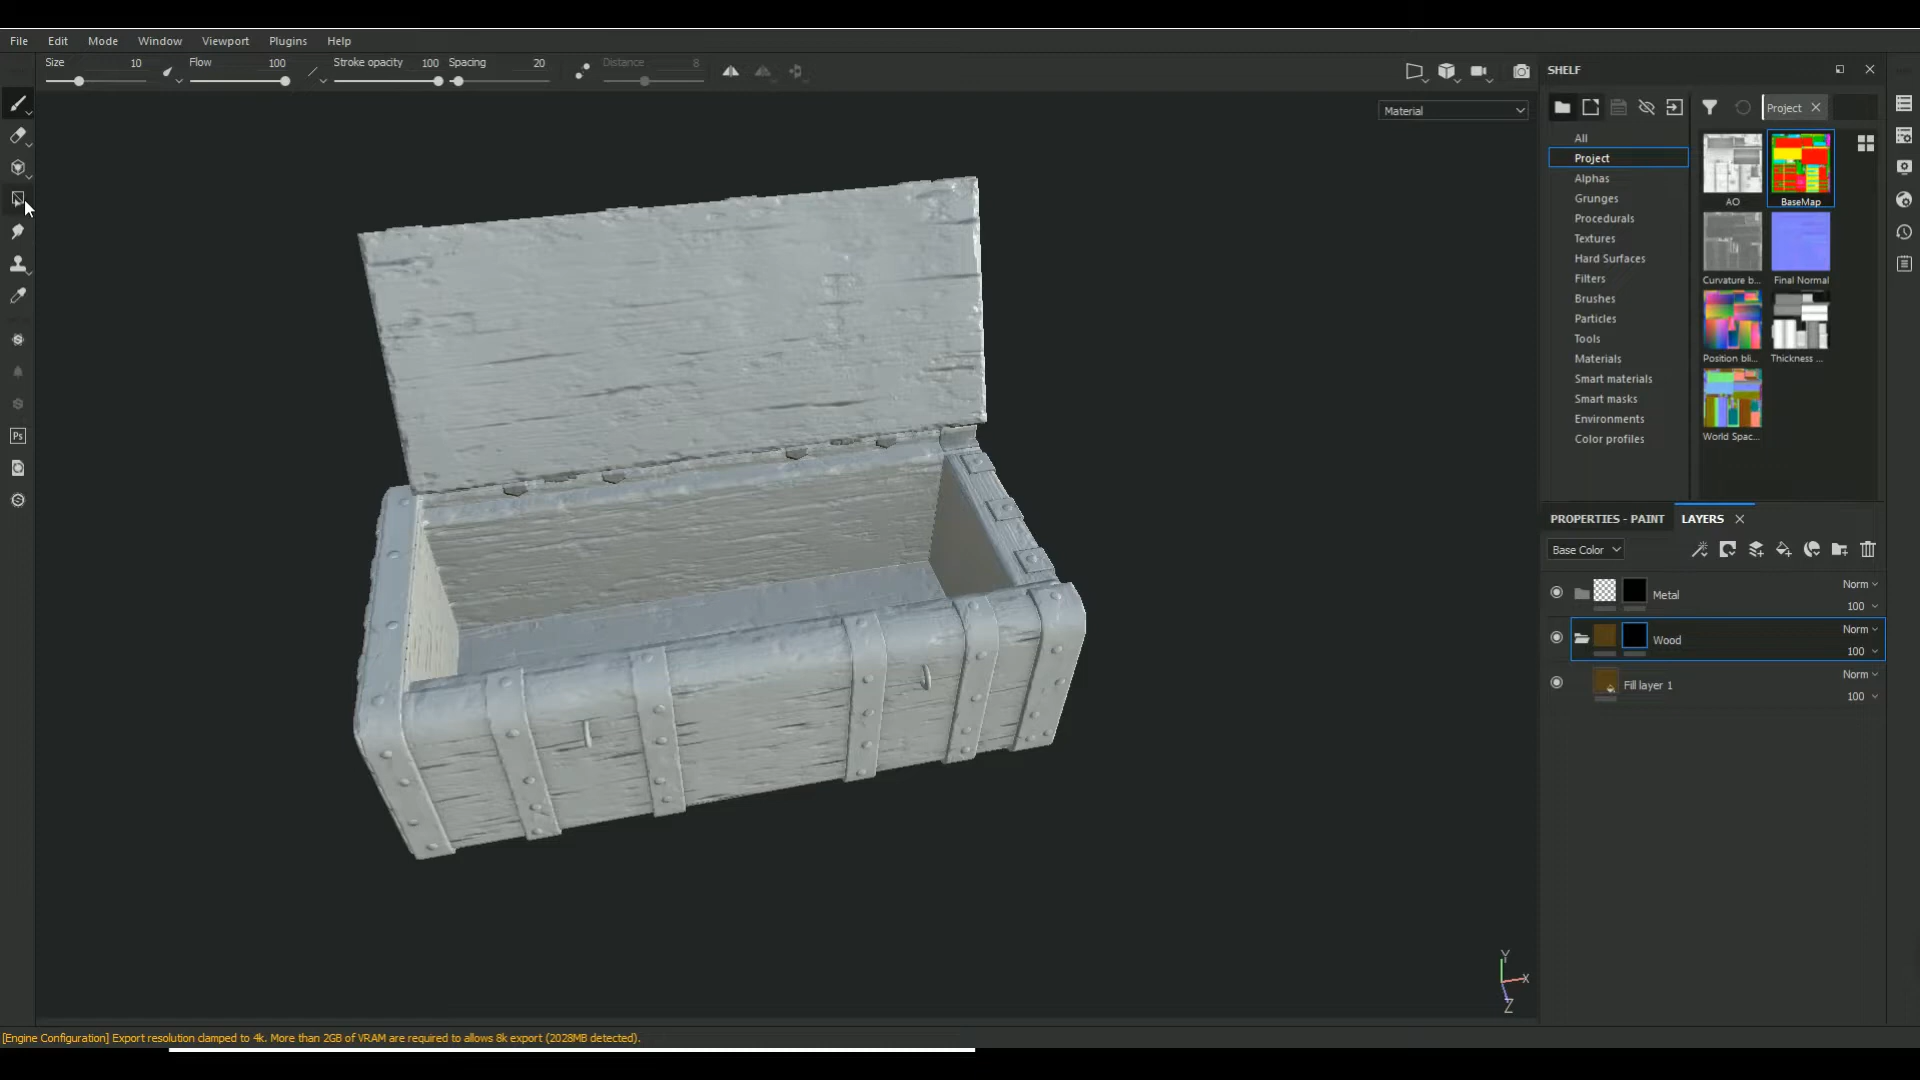 File Edit Mode Window Viewport Plugins Help
Size 10 Flow 100 Stroke opacity 100 Spacing 20 Distance 8
Material
SHELF
Project
All
Project
Alphas
Grunges
Procedurals
Textures
Hard Surfaces
Filters
Brushes
Particles
Tools
Materials
Smart materials
Smart masks
Environments
Color profiles
AO BaseMap
Curvature b... Final Normal
Position bli... Thickness ...
World Spac...
Ps
PROPERTIES - PAINT LAYERS
Base Color
Metal Norm
100
Wood Norm
100
Fill layer 1 Norm
100
Y
X
Z
[Engine Configuration] Export resolution clamped to 4k. More than 2GB of VRAM are required to allows 8k export (2028MB detected).